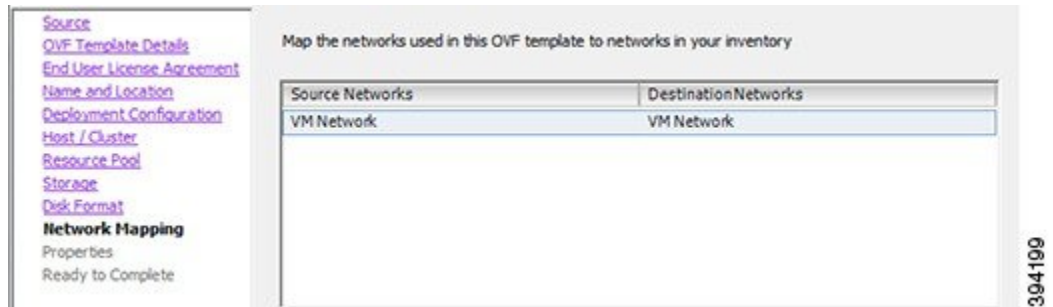 Source
OVF Template Details
End User License Agreement
Name and Location
Deployment Configuration
Host / Cluster
Resource Pool
Storage
Disk Format
Network Mapping
Properties
Ready to Complete
Map the networks used in this OVF template to networks in your inventory
Source Networks DestinationNetworks
VM Network VM Network
394199